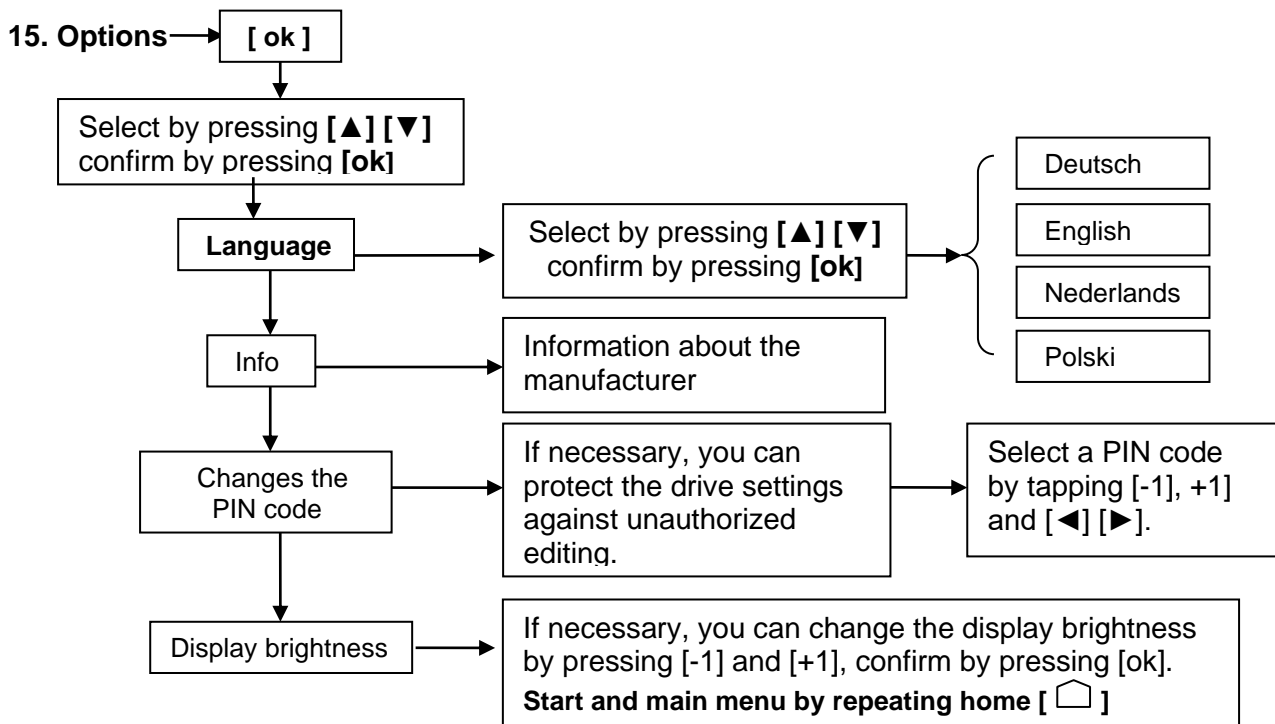 15. Options
[ ok ]
Select by pressing [▲] [▼]
confirm by pressing [ok]
Language
Select by pressing [▲] [▼]
confirm by pressing [ok]
Deutsch
English
Nederlands
Polski
Info
Information about the
manufacturer
Changes the
PIN code
If necessary, you can
protect the drive settings
against unauthorized
editing.
Select a PIN code
by tapping [-1], +1]
and [◄] [►].
Display brightness
If necessary, you can change the display brightness
by pressing [-1] and [+1], confirm by pressing [ok].
Start and main menu by repeating home [ ]